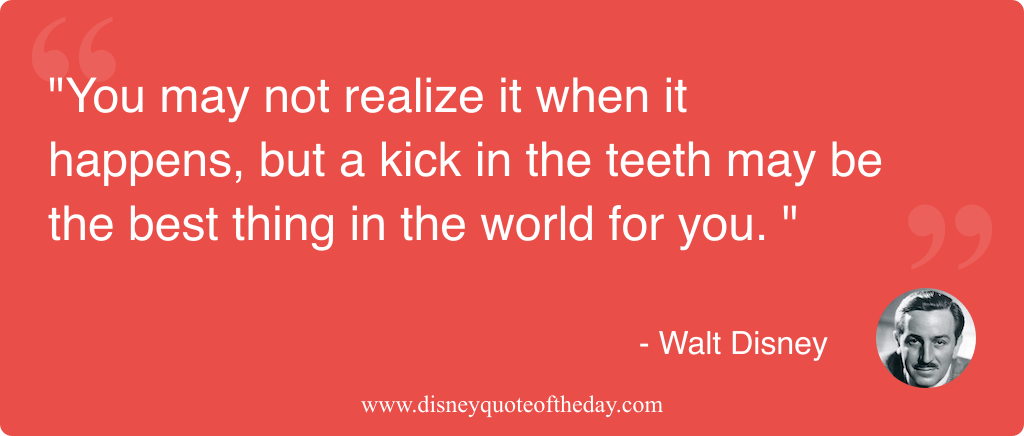 "You may not realize it when it
happens, but a kick in the teeth may be
the best thing in the world for you. "
- Walt Disney
www.disneyquoteoftheday.com